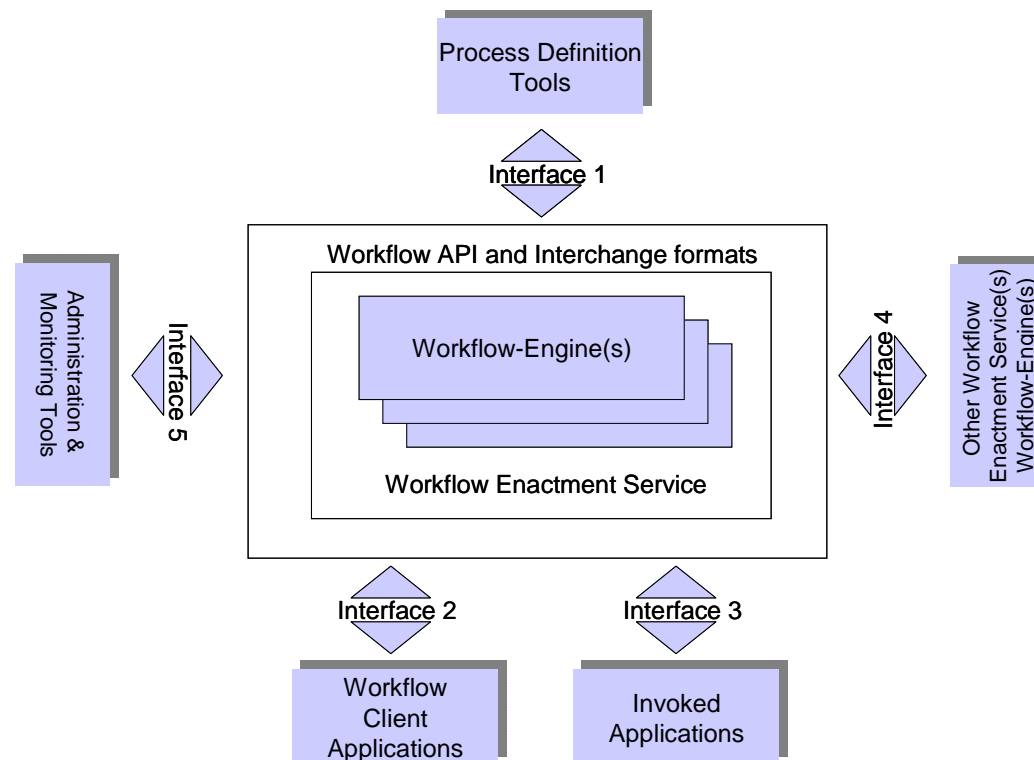 Process Definition
Tools
Interface 1
Workflow API and Interchange formats
Workflow-Engine(s)
Workflow Enactment Service
Administration &
Monitoring Tools
Interface 5
Interface 4
Other Workflow
Enactment Service(s)
Workflow-Engine(s)
Interface 2
Interface 3
Workflow
Client
Applications
Invoked
Applications